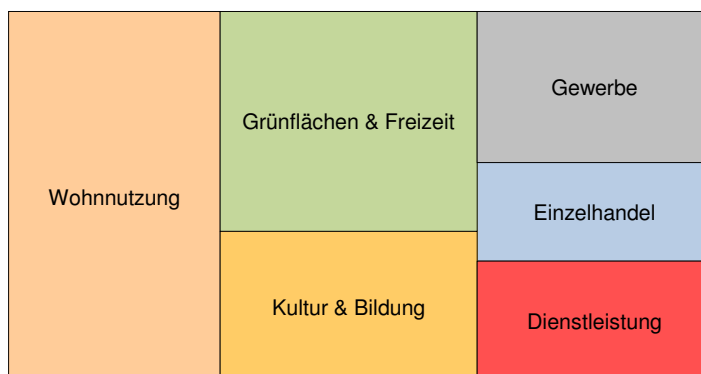 Wohnnutzung
Grünflächen & Freizeit
Kultur & Bildung
Gewerbe
Einzelhandel
Dienstleistung